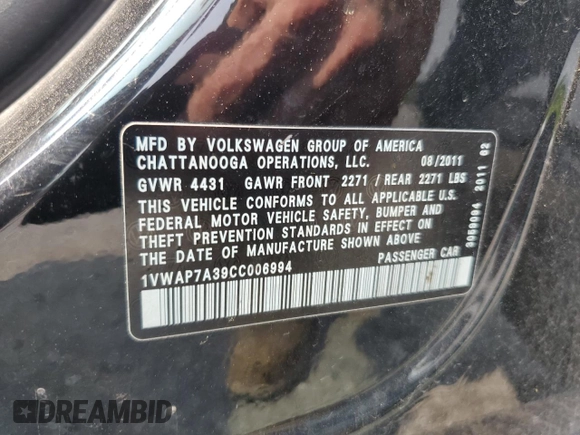 MFD BY VOLKSWAGEN GROUP OF AMERICA
CHATTANOOGA OPERATIONS, LLC. 08/2011
GVWR 4431 GAWR FRONT 2271 / REAR 2271 LBS
THIS VEHICLE CONFORMS TO ALL APPLICABLE U.S.
FEDERAL MOTOR VEHICLE SAFETY, BUMPER AND
THEFT PREVENTION STANDARDS IN EFFECT ON
THE DATE OF MANUFACTURE SHOWN ABOVE
1VWAP7A39CC006994 PASSENGER CAR
3059004 2011 02
DREAMBID